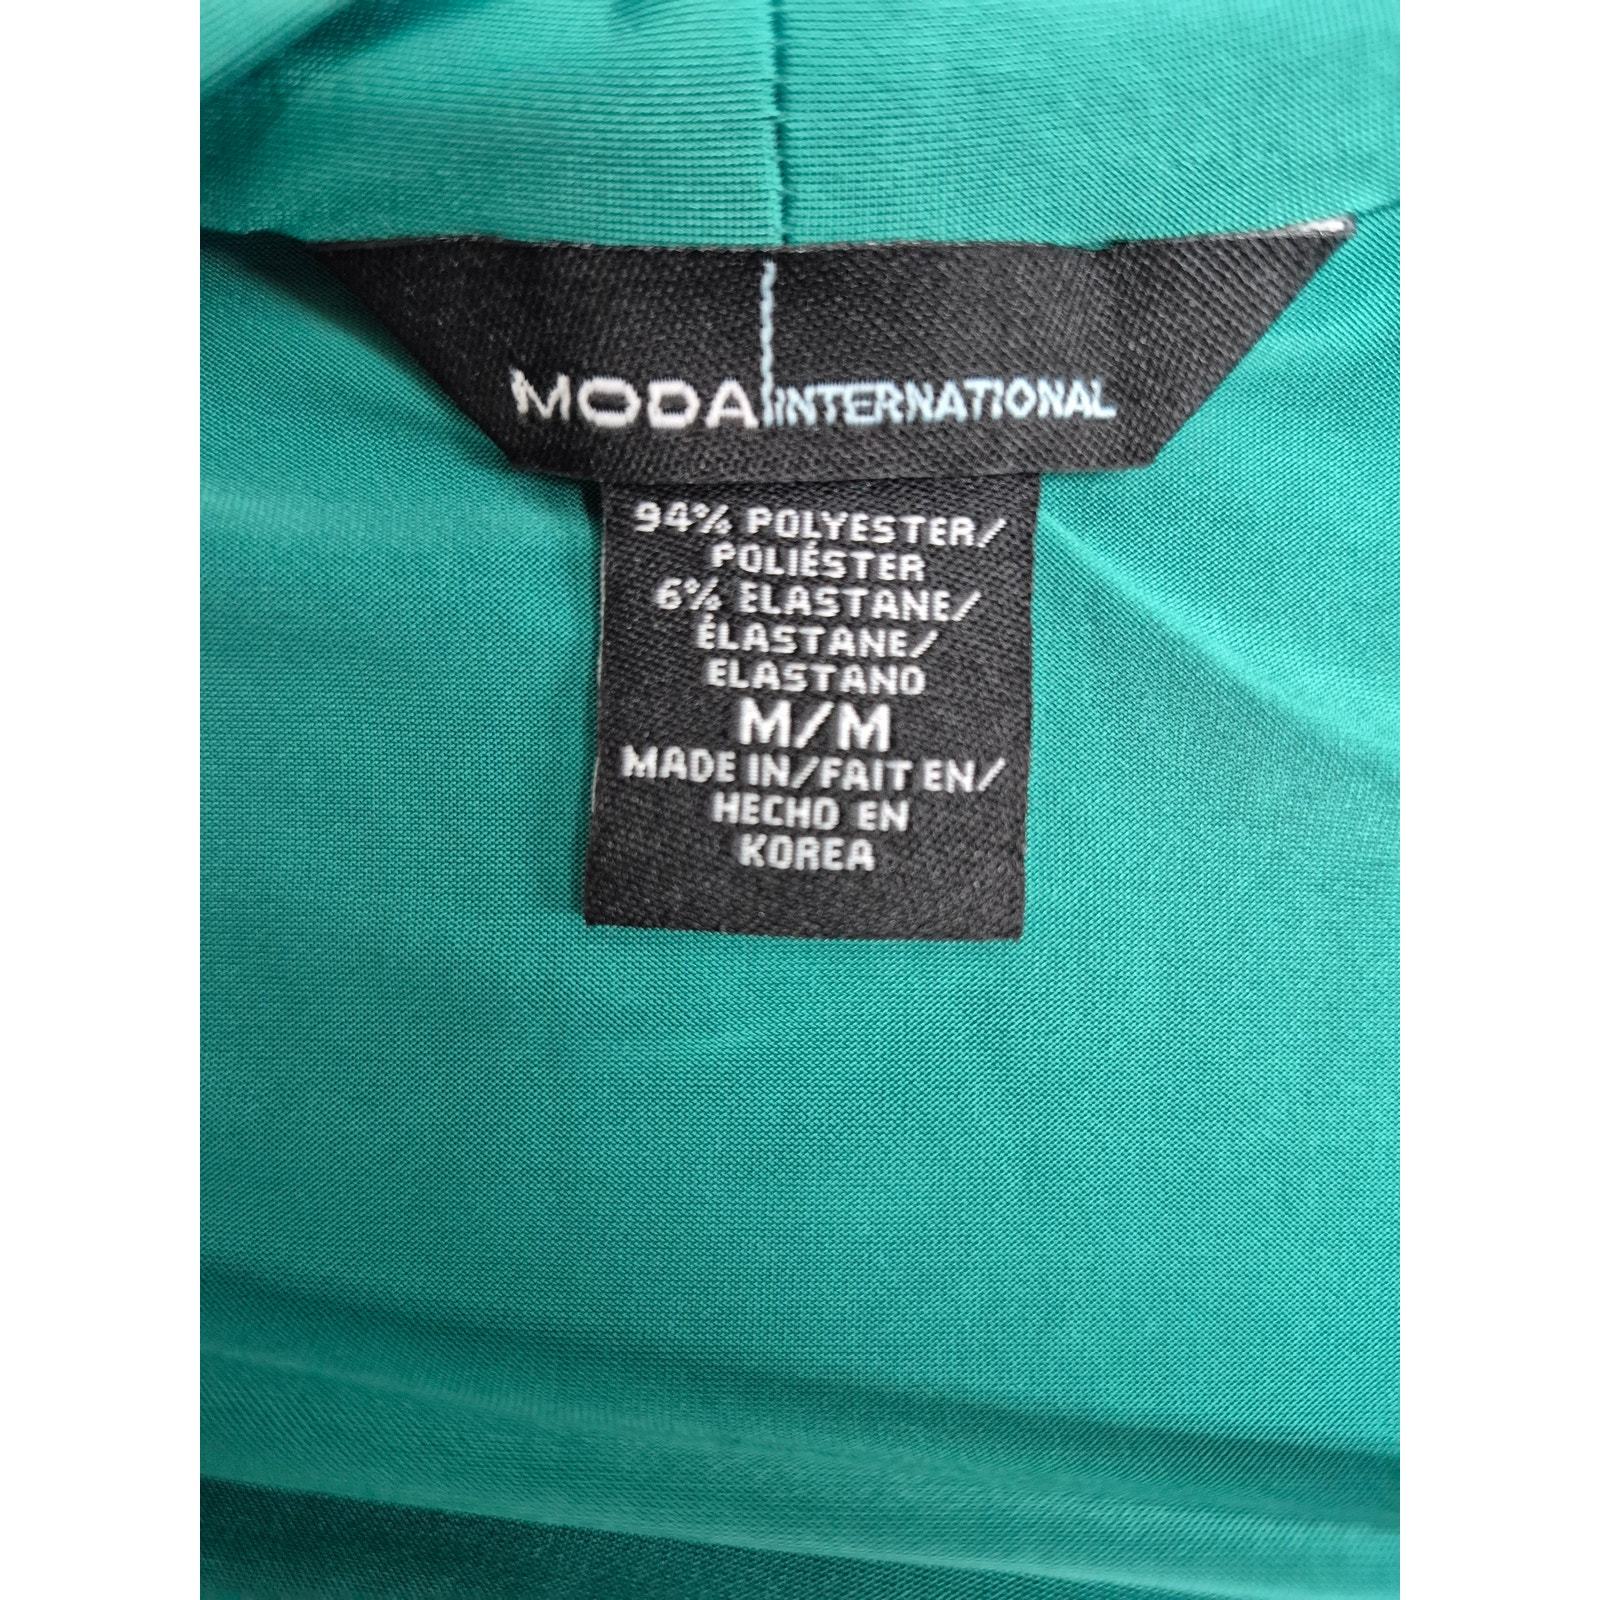 MODA INTERNATIONAL
94% POLYESTER/
POLIÉSTER
6% ELASTANE/
ÉLASTANE/
ELASTANO
M/M
MADE IN/FAIT EN/
HECHO EN
KOREA